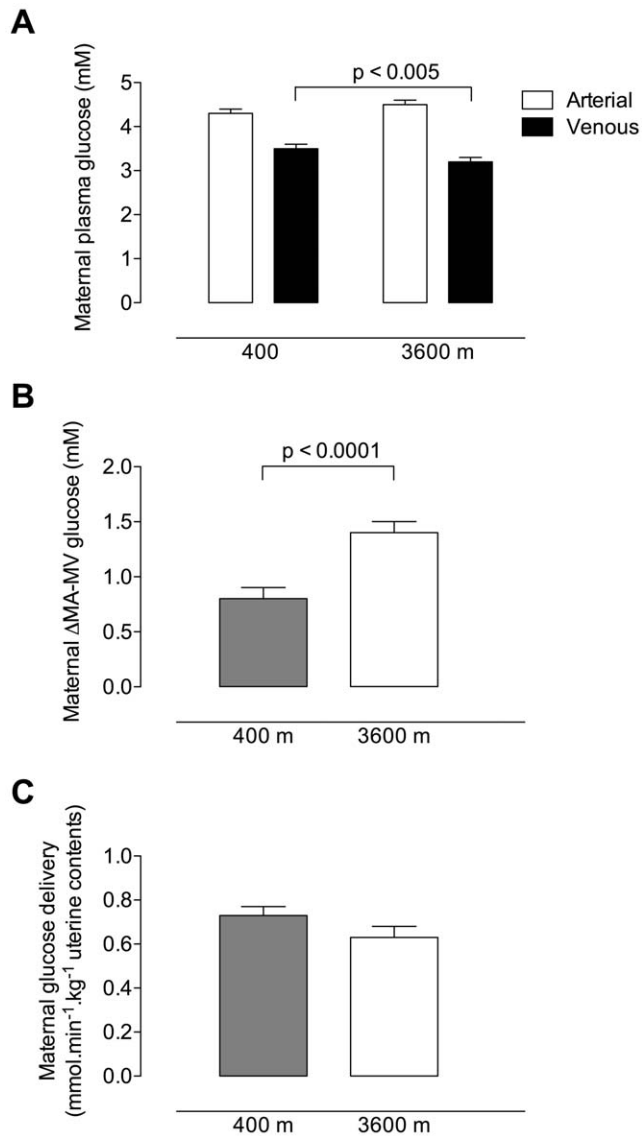 A
Maternal plasma glucose (mM)
5
4
3
2
1
0
p < 0.005
Arterial
Venous
400
3600 m
B
Maternal ΔMA-MV glucose (mM)
2.0
1.5
1.0
0.5
0.0
p < 0.0001
400 m
3600 m
C
Maternal glucose delivery
(mmol.min⁻¹.kg⁻¹ uterine contents)
1.0
0.8
0.6
0.4
0.2
0.0
400 m
3600 m